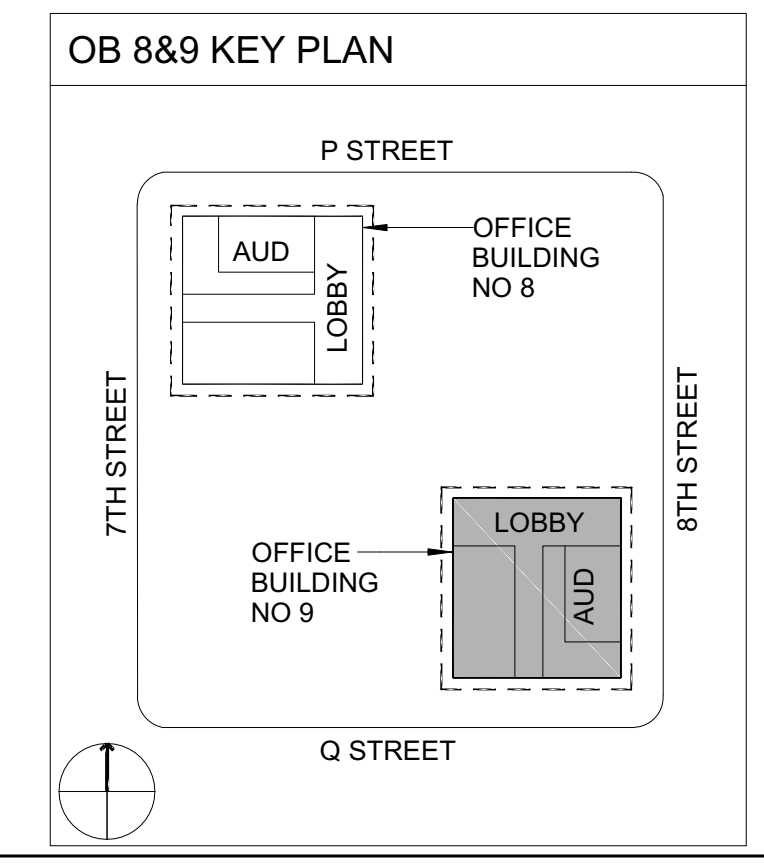 OB 8&9 KEY PLAN
P STREET
AUD
LOBBY
OFFICE
BUILDING
NO 8
7TH STREET
8TH STREET
LOBBY
AUD
OFFICE
BUILDING
NO 9
Q STREET